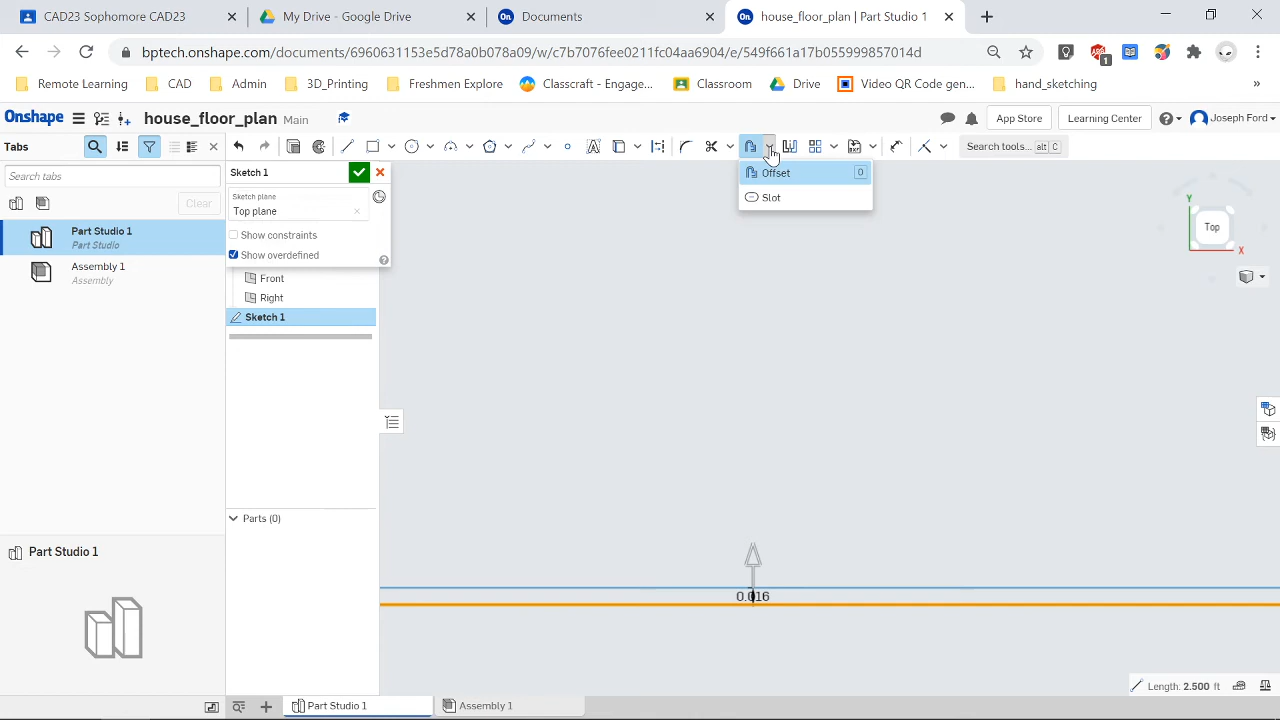 CAD23 Sophomore CAD23
My Drive - Google Drive
Documents
house_floor_plan | Part Studio 1
bptech.onshape.com/documents/6960631153e5d78a0b078a09/w/c7b7076fee0211fc04aa6904/e/549f661a17b055999857014d
1
Remote Learning
CAD
Admin
3D_Printing
Freshmen Explore
Classcraft - Engage...
Classroom
Drive
Video QR Code gen...
hand_sketching
»
Onshape
house_floor_plan Main
App Store
Learning Center
Joseph Ford
Tabs
Search tools... alt C
Search tabs
Clear
Part Studio 1
Part Studio
Assembly 1
Assembly
Sketch 1
Sketch plane
Top plane
Show constraints
Show overdefined
Front
Right
Sketch 1
Offset O
Slot
Y
Top
X
Parts (0)
Part Studio 1
0.016
Length: 2.500 ft
Part Studio 1
Assembly 1